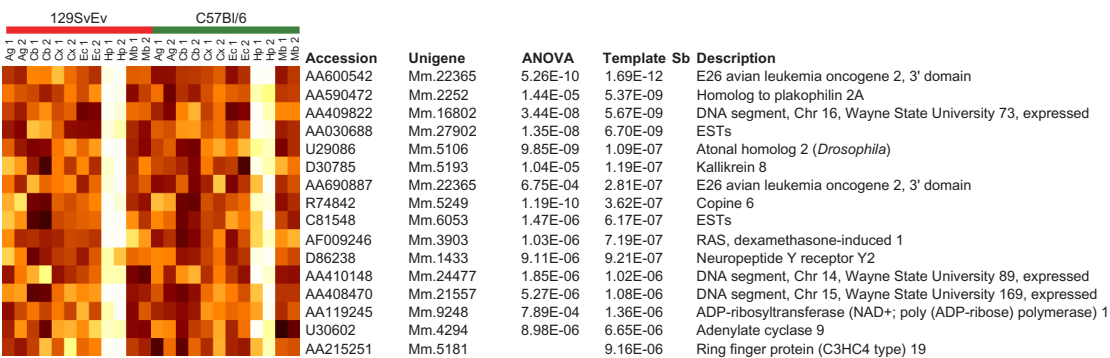 129SvEv C57Bl/6
Ag 1 Ag 2 Cb 1 Cb 2 Cx 1 Cx 2 Ec 1 Ec 2 Hp 1 Hp 2 Mb 1 Mb 2 Ag 1 Ag 2 Cb 1 Cb 2 Cx 1 Cx 2 Ec 1 Ec 2 Hp 1 Hp 2 Mb 1 Mb 2
Accession Unigene ANOVA Template Sb Description
AA600542 Mm.22365 5.26E-10 1.69E-12 E26 avian leukemia oncogene 2, 3' domain
AA590472 Mm.2252 1.44E-05 5.37E-09 Homolog to plakophilin 2A
AA409822 Mm.16802 3.44E-08 5.67E-09 DNA segment, Chr 16, Wayne State University 73, expressed
AA030688 Mm.27902 1.35E-08 6.70E-09 ESTs
U29086 Mm.5106 9.85E-09 1.09E-07 Atonal homolog 2 (Drosophila)
D30785 Mm.5193 1.04E-05 1.19E-07 Kallikrein 8
AA690887 Mm.22365 6.75E-04 2.81E-07 E26 avian leukemia oncogene 2, 3' domain
R74842 Mm.5249 1.19E-10 3.62E-07 Copine 6
C81548 Mm.6053 1.47E-06 6.17E-07 ESTs
AF009246 Mm.3903 1.03E-06 7.19E-07 RAS, dexamethasone-induced 1
D86238 Mm.1433 9.11E-06 9.21E-07 Neuropeptide Y receptor Y2
AA410148 Mm.24477 1.85E-06 1.02E-06 DNA segment, Chr 14, Wayne State University 89, expressed
AA408470 Mm.21557 5.27E-06 1.08E-06 DNA segment, Chr 15, Wayne State University 169, expressed
AA119245 Mm.9248 7.89E-04 1.36E-06 ADP-ribosyltransferase (NAD+; poly (ADP-ribose) polymerase) 1
U30602 Mm.4294 8.98E-06 6.65E-06 Adenylate cyclase 9
AA215251 Mm.5181 9.16E-06 Ring finger protein (C3HC4 type) 19